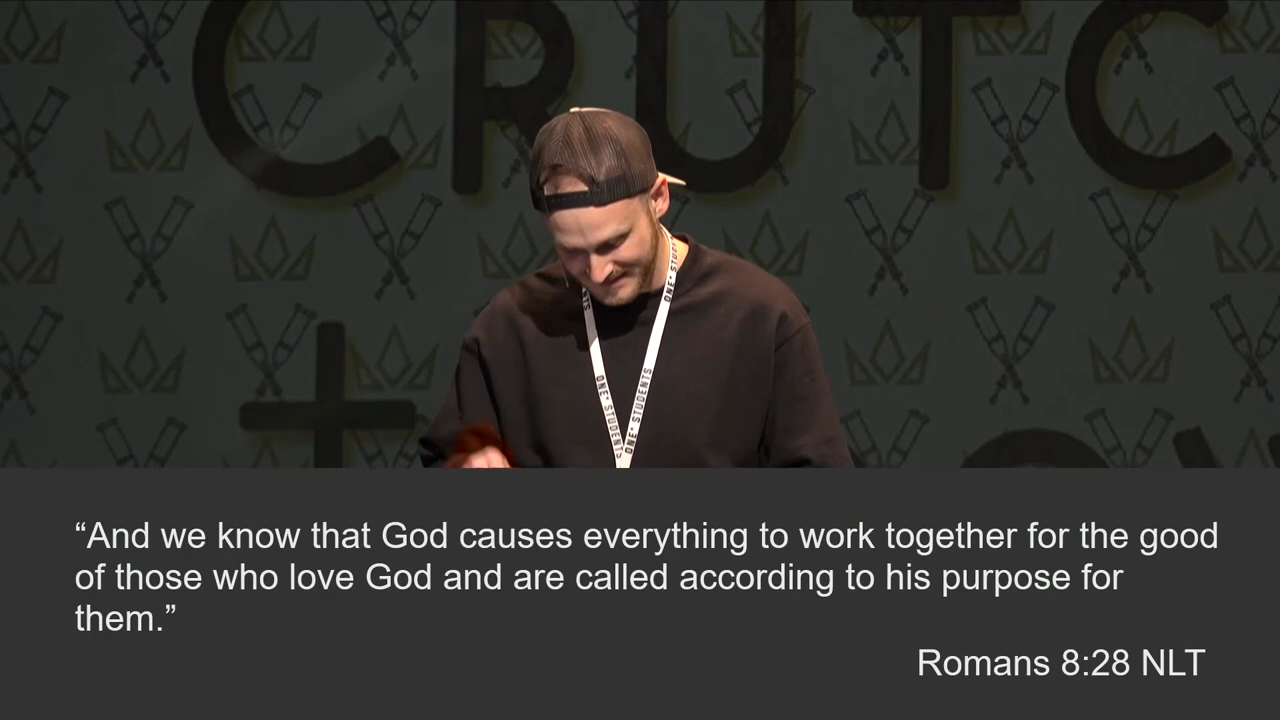 CRUTC
ONE* STUDENTS
ONE* STUDENTS
“And we know that God causes everything to work together for the good
of those who love God and are called according to his purpose for
them.”
Romans 8:28 NLT